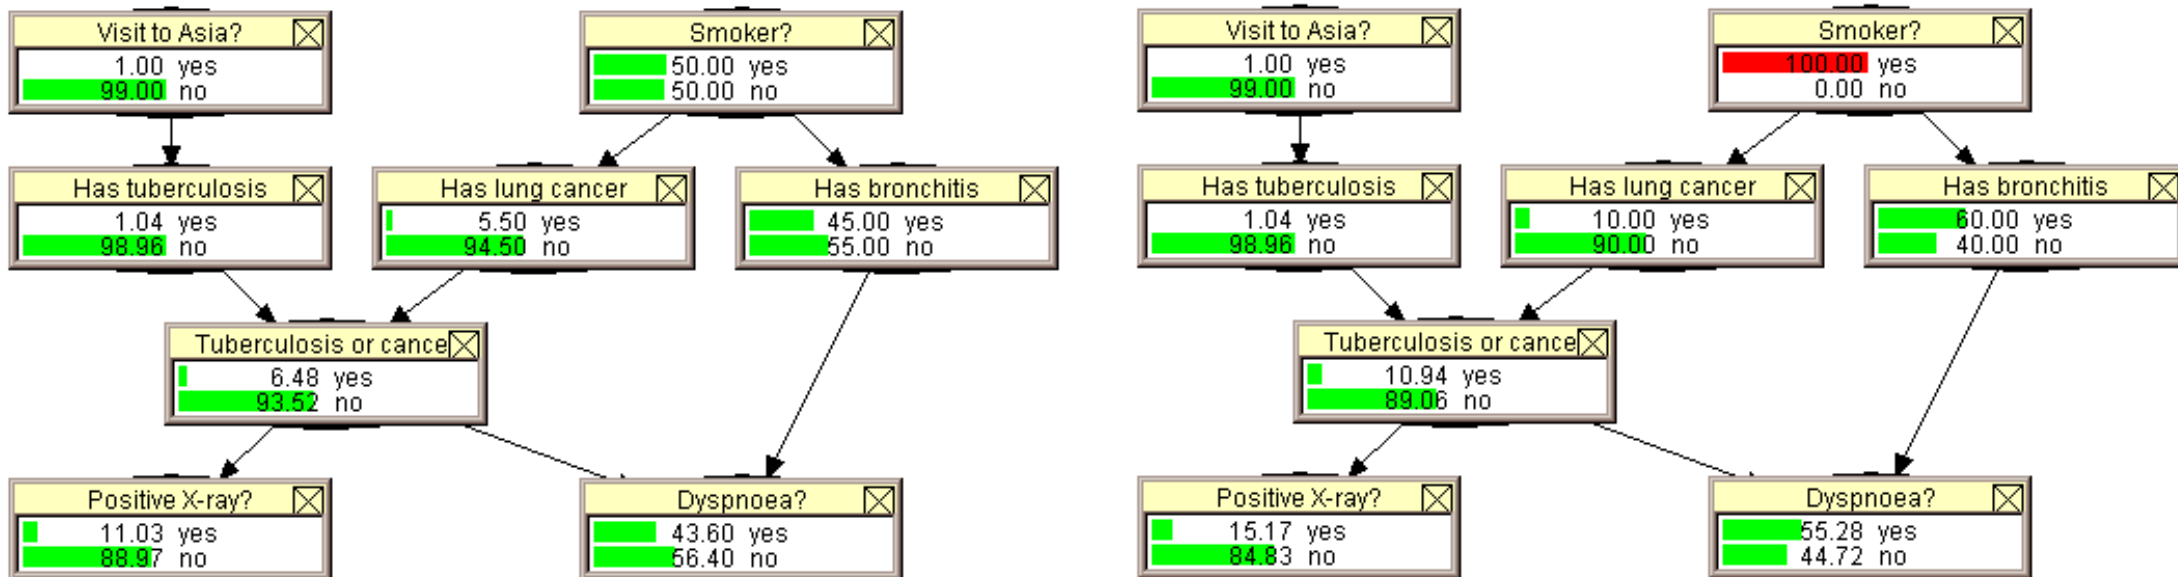 Visit to Asia?
1.00 yes
99.00 no
Smoker?
50.00 yes
50.00 no
Has tuberculosis
1.04 yes
98.96 no
Has lung cancer
5.50 yes
94.50 no
Has bronchitis
45.00 yes
55.00 no
Tuberculosis or cance
6.48 yes
93.52 no
Positive X-ray?
11.03 yes
88.97 no
Dyspnoea?
43.60 yes
56.40 no
Visit to Asia?
1.00 yes
99.00 no
Smoker?
100.00 yes
0.00 no
Has tuberculosis
1.04 yes
98.96 no
Has lung cancer
10.00 yes
90.00 no
Has bronchitis
60.00 yes
40.00 no
Tuberculosis or cance
10.94 yes
89.06 no
Positive X-ray?
15.17 yes
84.83 no
Dyspnoea?
55.28 yes
44.72 no